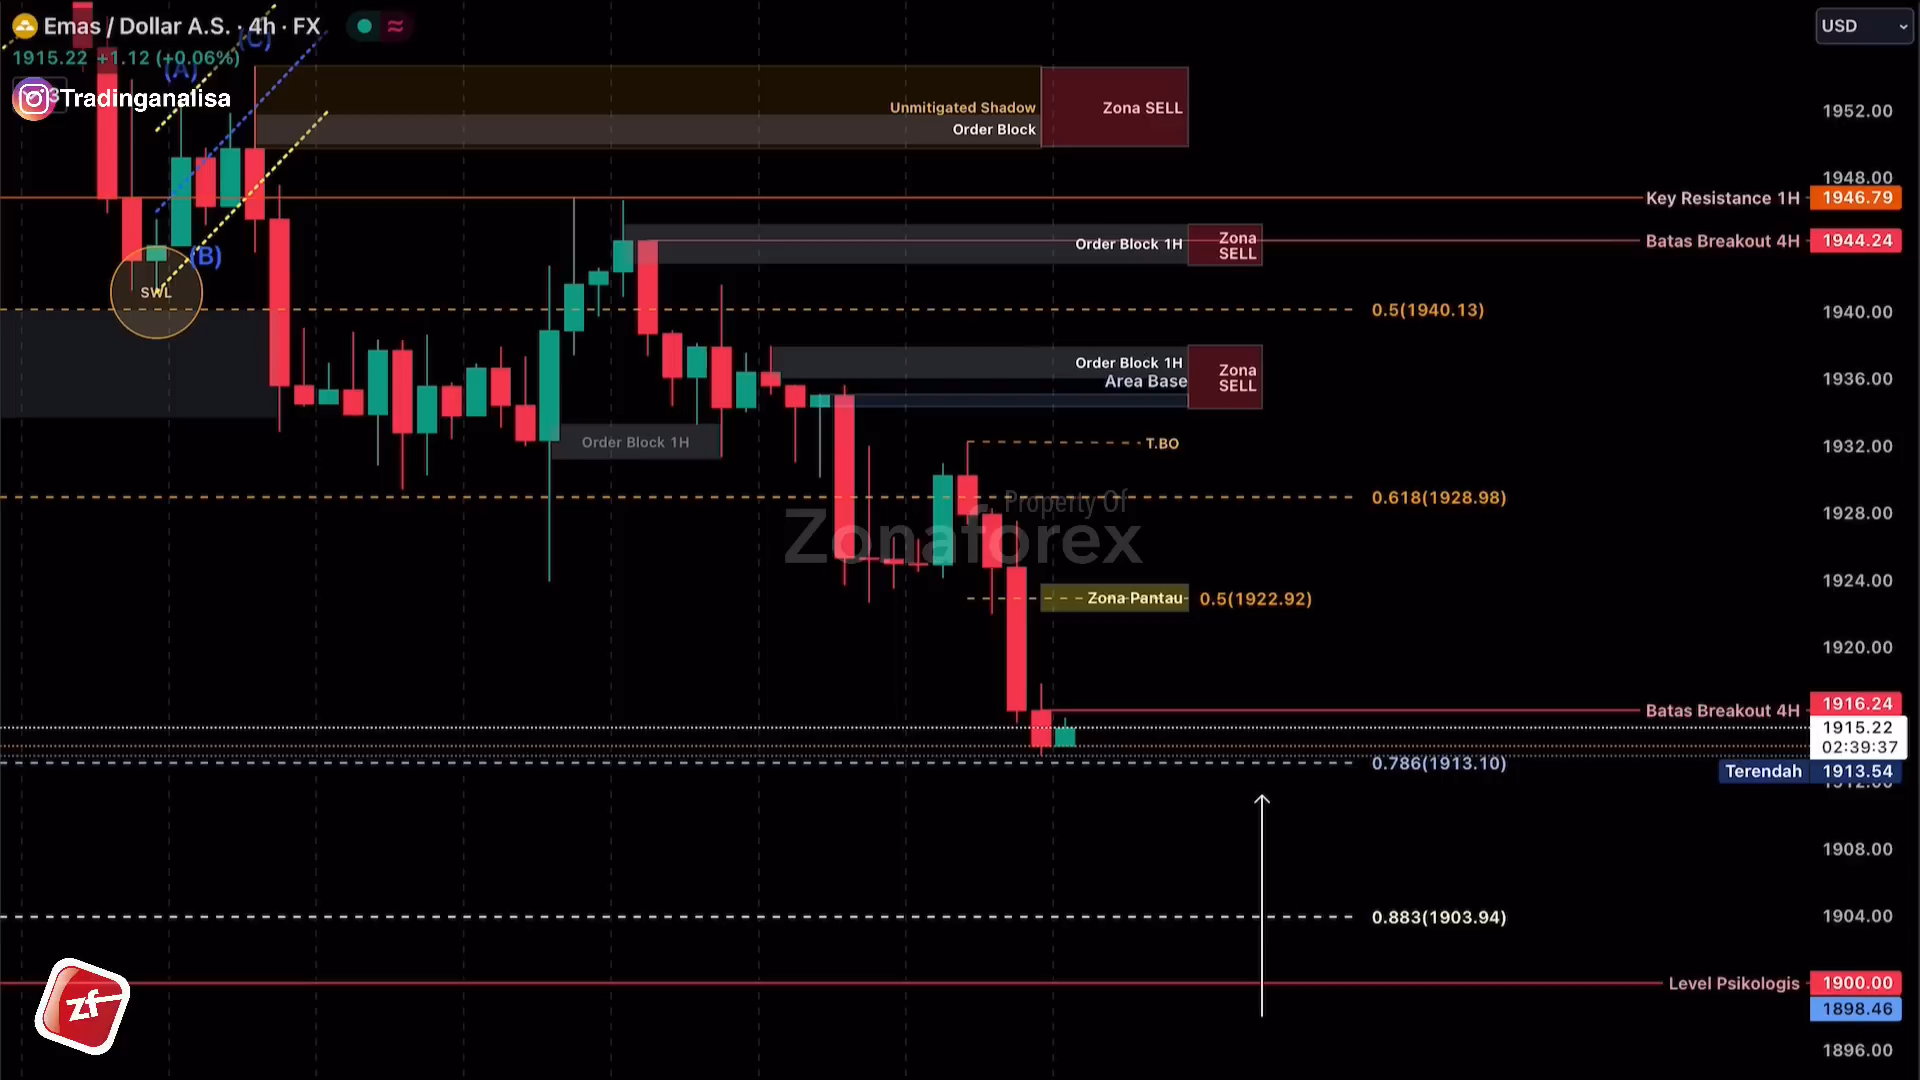 Emas / Dollar A.S. · 4h · FX
USD
1915.22 +1.12 (+0.06%)
(C)
(A)
Tradinganalisa
Unmitigated Shadow
Order Block
Zona SELL
1952.00
1948.00
Key Resistance 1H
1946.79
Order Block 1H
Zona
SELL
Batas Breakout 4H
1944.24
(B)
SWL
0.5(1940.13)
1940.00
Order Block 1H
Area Base
Zona
SELL
1936.00
Order Block 1H
T.BO
1932.00
0.618(1928.98)
Property Of
Zonaforex
1928.00
1924.00
Zona Pantau
0.5(1922.92)
1920.00
Batas Breakout 4H
1916.24
1915.22
02:39:37
0.786(1913.10)
Terendah
1913.54
1912.00
1908.00
0.883(1903.94)
1904.00
Level Psikologis
1900.00
1898.46
zf
1896.00